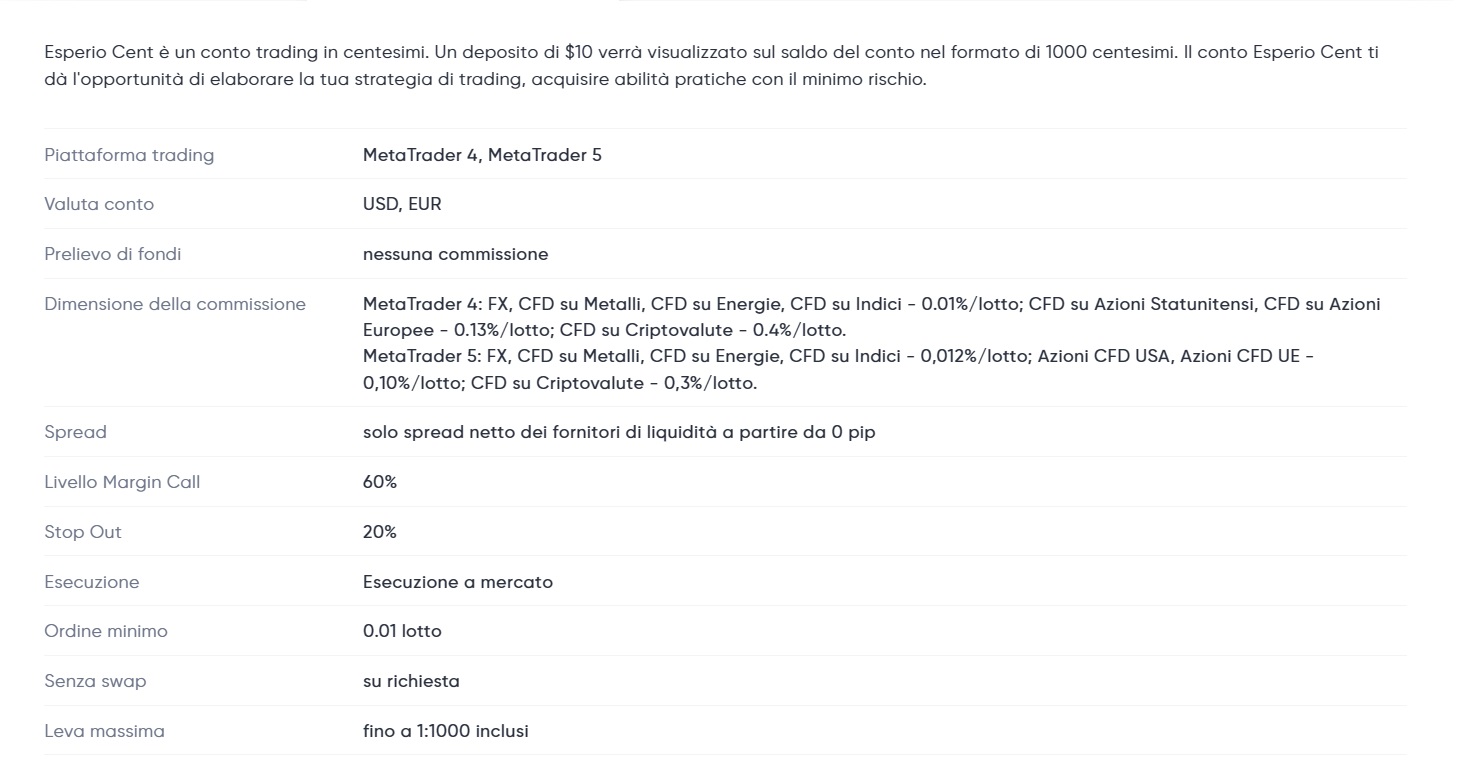 Esperio Cent è un conto trading in centesimi. Un deposito di $10 verrà visualizzato sul saldo del conto nel formato di 1000 centesimi. Il conto Esperio Cent ti
dà l'opportunità di elaborare la tua strategia di trading, acquisire abilità pratiche con il minimo rischio.
Piattaforma trading MetaTrader 4, MetaTrader 5
Valuta conto USD, EUR
Prelievo di fondi nessuna commissione
Dimensione della commissione MetaTrader 4: FX, CFD su Metalli, CFD su Energie, CFD su Indici - 0.01%/lotto; CFD su Azioni Statunitensi, CFD su Azioni
Europee - 0.13%/lotto; CFD su Criptovalute - 0.4%/lotto.
MetaTrader 5: FX, CFD su Metalli, CFD su Energie, CFD su Indici - 0,012%/lotto; Azioni CFD USA, Azioni CFD UE -
0,10%/lotto; CFD su Criptovalute - 0,3%/lotto.
Spread solo spread netto dei fornitori di liquidità a partire da 0 pip
Livello Margin Call 60%
Stop Out 20%
Esecuzione Esecuzione a mercato
Ordine minimo 0.01 lotto
Senza swap su richiesta
Leva massima fino a 1:1000 inclusi